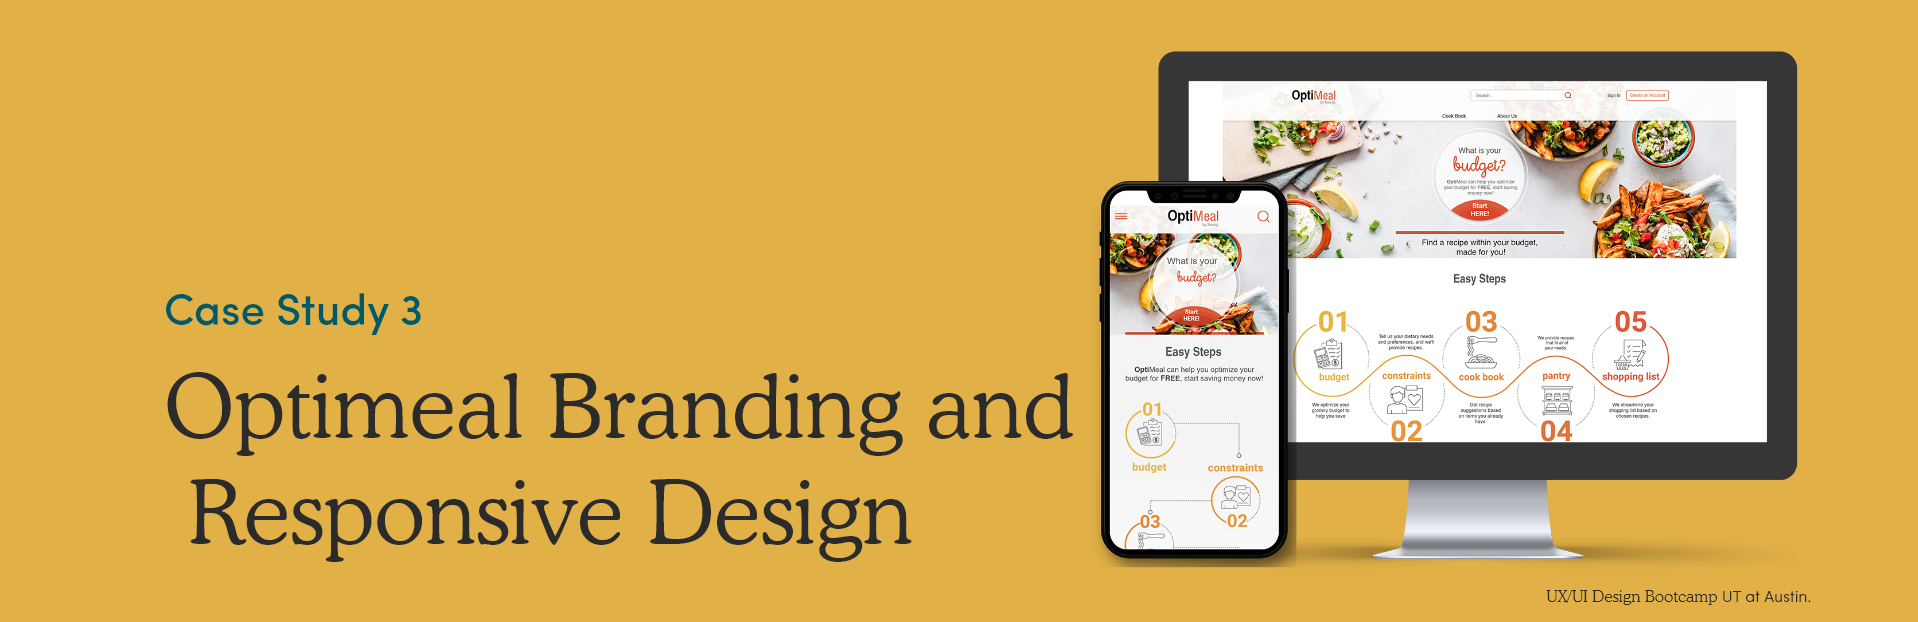 Case Study 3
Optimeal Branding and
Responsive Design
OptiMeal
by Novvp
Search...
Sign In
Create an Account
Cook Book
About Us
What is your
budget?
OptiMeal can help you optimize
your budget for FREE, start saving
money now!
Start
HERE!
Find a recipe within your budget,
made for you!
Easy Steps
01
budget
We optimize your
grocery budget to
help you save
Tell us your dietary needs
and preferences, and we'll
provide recipes.
constraints
02
03
cook book
Get recipe
suggestions based
on items you already
have.
We provide recipes
that fit all of
your needs.
pantry
04
05
shopping list
We streamline your
shopping list based on
chosen recipes.
OptiMeal
What is your
budget?
Start
HERE!
Easy Steps
OptiMeal can help you optimize your
budget for FREE, start saving money now!
01
budget
constraints
02
03
UX/UI Design Bootcamp UT at Austin.